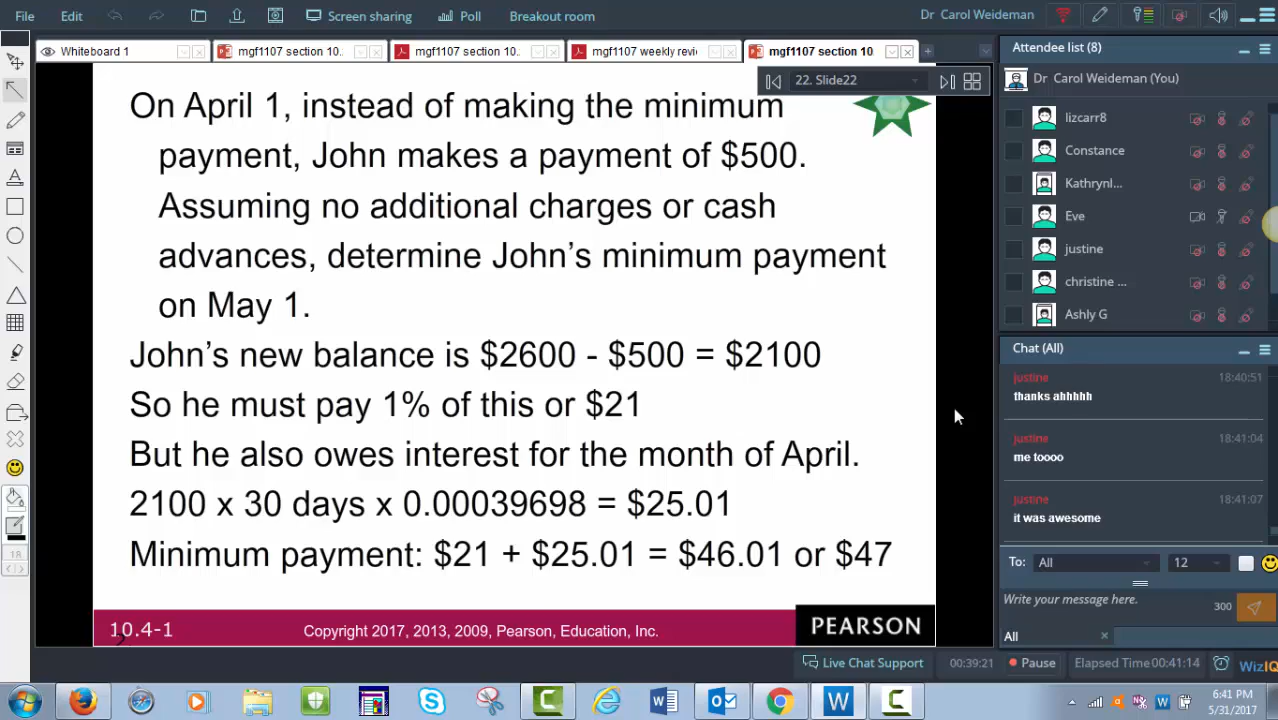 File Edit Screen sharing Poll Breakout room Dr Carol Weideman
Whiteboard 1 mgf1107 section 10.. mgf1107 section 10.. mgf1107 weekly revi mgf1107 section 10
22. Slide22
On April 1, instead of making the minimum
payment, John makes a payment of $500.
Assuming no additional charges or cash
advances, determine John’s minimum payment
on May 1.
John’s new balance is $2600 - $500 = $2100
So he must pay 1% of this or $21
But he also owes interest for the month of April.
2100 x 30 days x 0.00039698 = $25.01
Minimum payment: $21 + $25.01 = $46.01 or $47
10.4-1
Copyright 2017, 2013, 2009, Pearson, Education, Inc.
PEARSON
18
Attendee list (8)
Dr Carol Weideman (You)
lizcarr8
Constance
Kathrynl...
Eve
justine
christine ...
Ashly G
Chat (All)
justine 18:40:51
thanks ahhhhh
justine 18:41:04
me toooo
justine 18:41:07
it was awesome
To: All 12
Write your message here. 300
All
Live Chat Support 00:39:21 Pause Elapsed Time 00:41:14 WizIQ
6:41 PM
5/31/2017